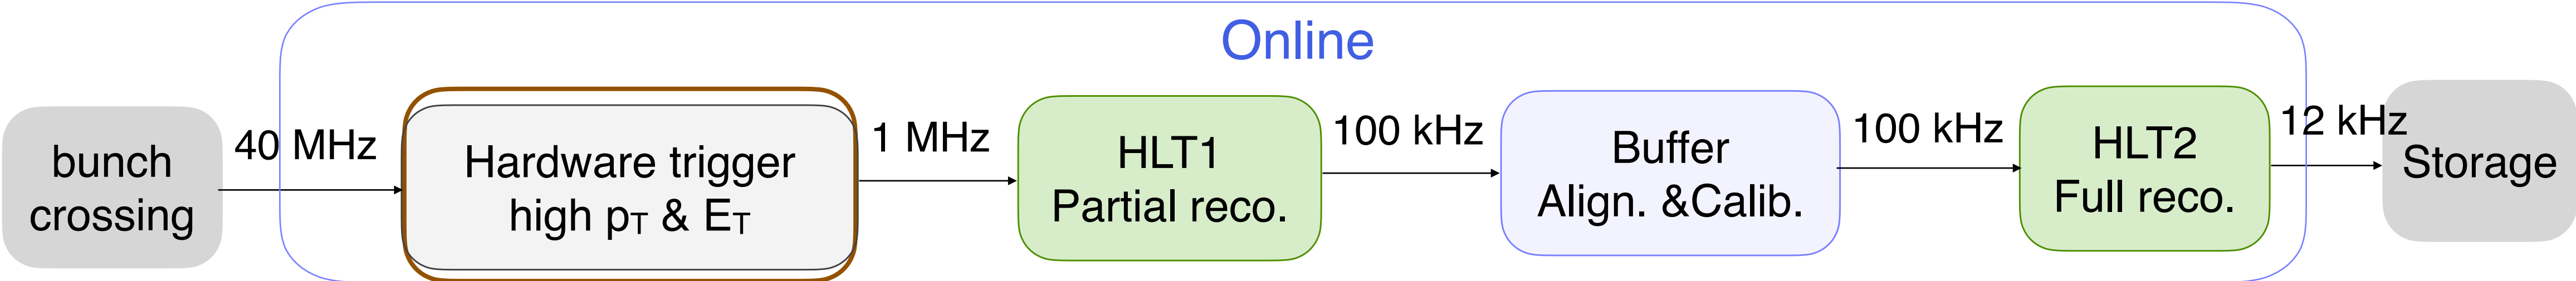 Online
bunch
crossing
40 MHz
Hardware trigger
high pT & ET
1 MHz
HLT1
Partial reco.
100 kHz
Buffer
Align. &Calib.
100 kHz
HLT2
Full reco.
12 kHz
Storage